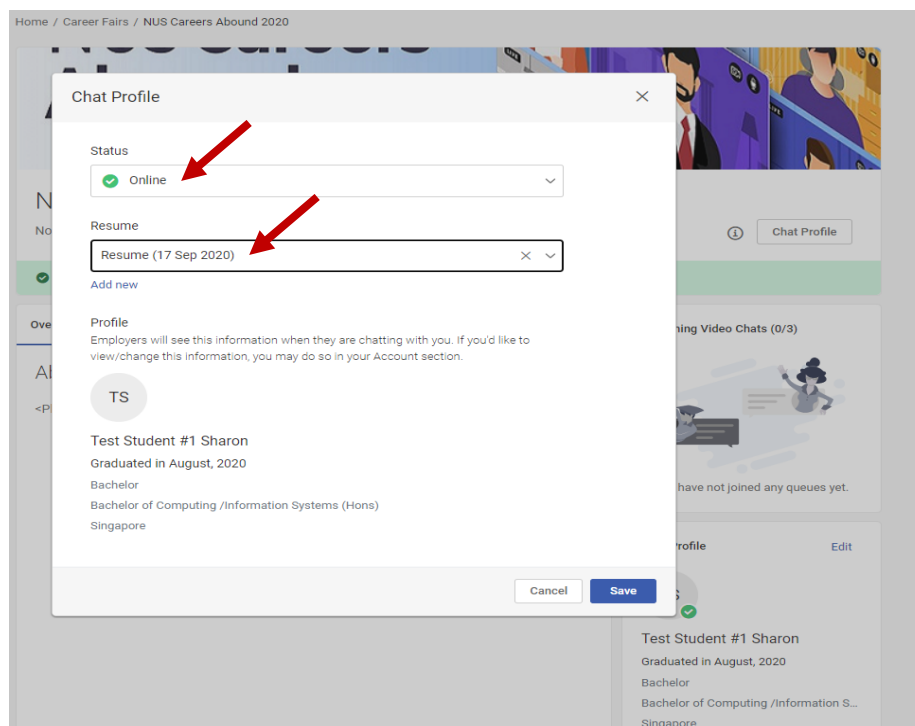 Home / Career Fairs / NUS Careers Abound 2020
Chat Profile
Status
Online
Resume
Resume (17 Sep 2020)
Add new
Profile
Employers will see this information when they are chatting with you. If you'd like to
view/change this information, you may do so in your Account section.
TS
Test Student #1 Sharon
Graduated in August, 2020
Bachelor
Bachelor of Computing /Information Systems (Hons)
Singapore
Cancel
Save
Chat Profile
Video Chats (0/3)
have not joined any queues yet.
Edit
Test Student #1 Sharon
Graduated in August, 2020
Bachelor
Bachelor of Computing /Information S...
Singapore